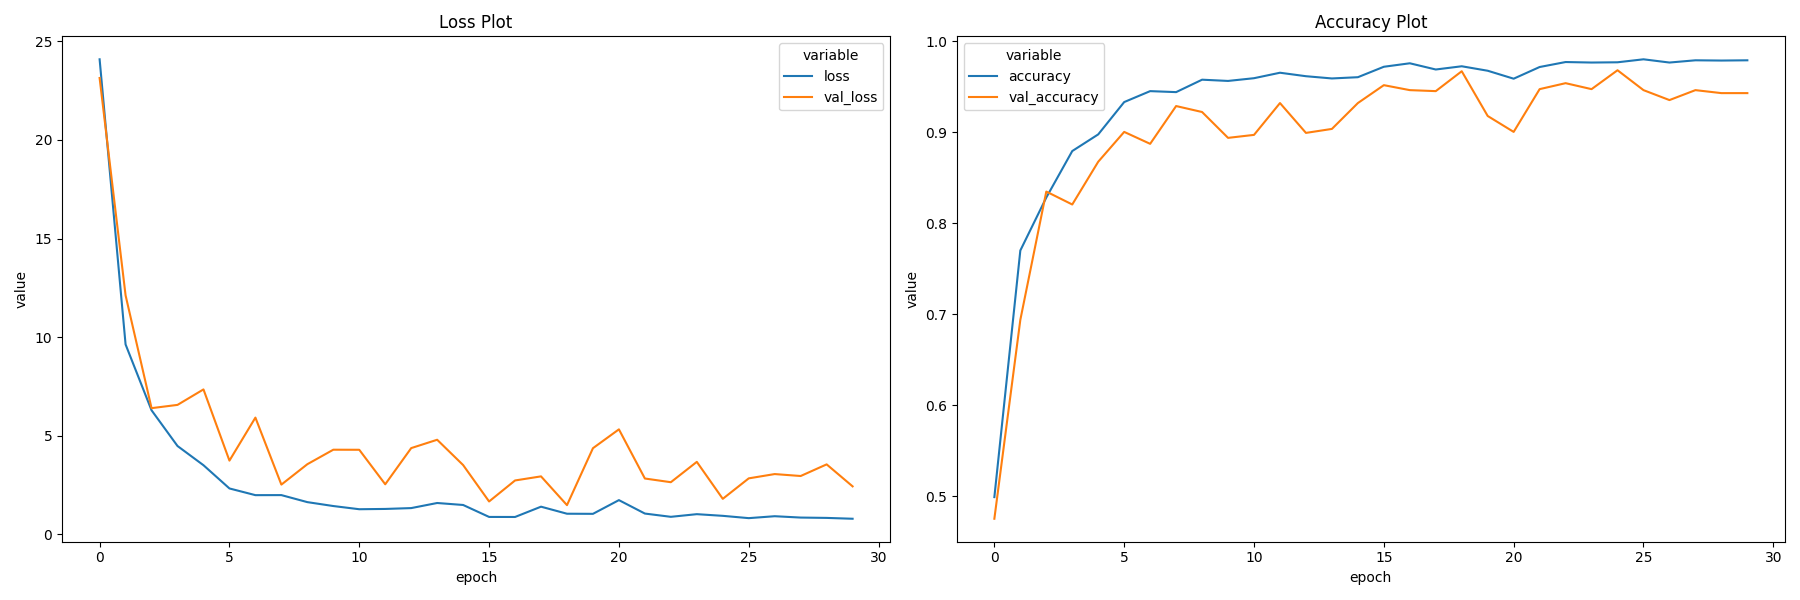 Loss Plot
25
20
15
10
5
0
value
0 5 10 15 20 25 30
epoch
variable
loss
val_loss
Accuracy Plot
1.0
0.9
0.8
0.7
0.6
0.5
value
0 5 10 15 20 25 30
epoch
variable
accuracy
val_accuracy